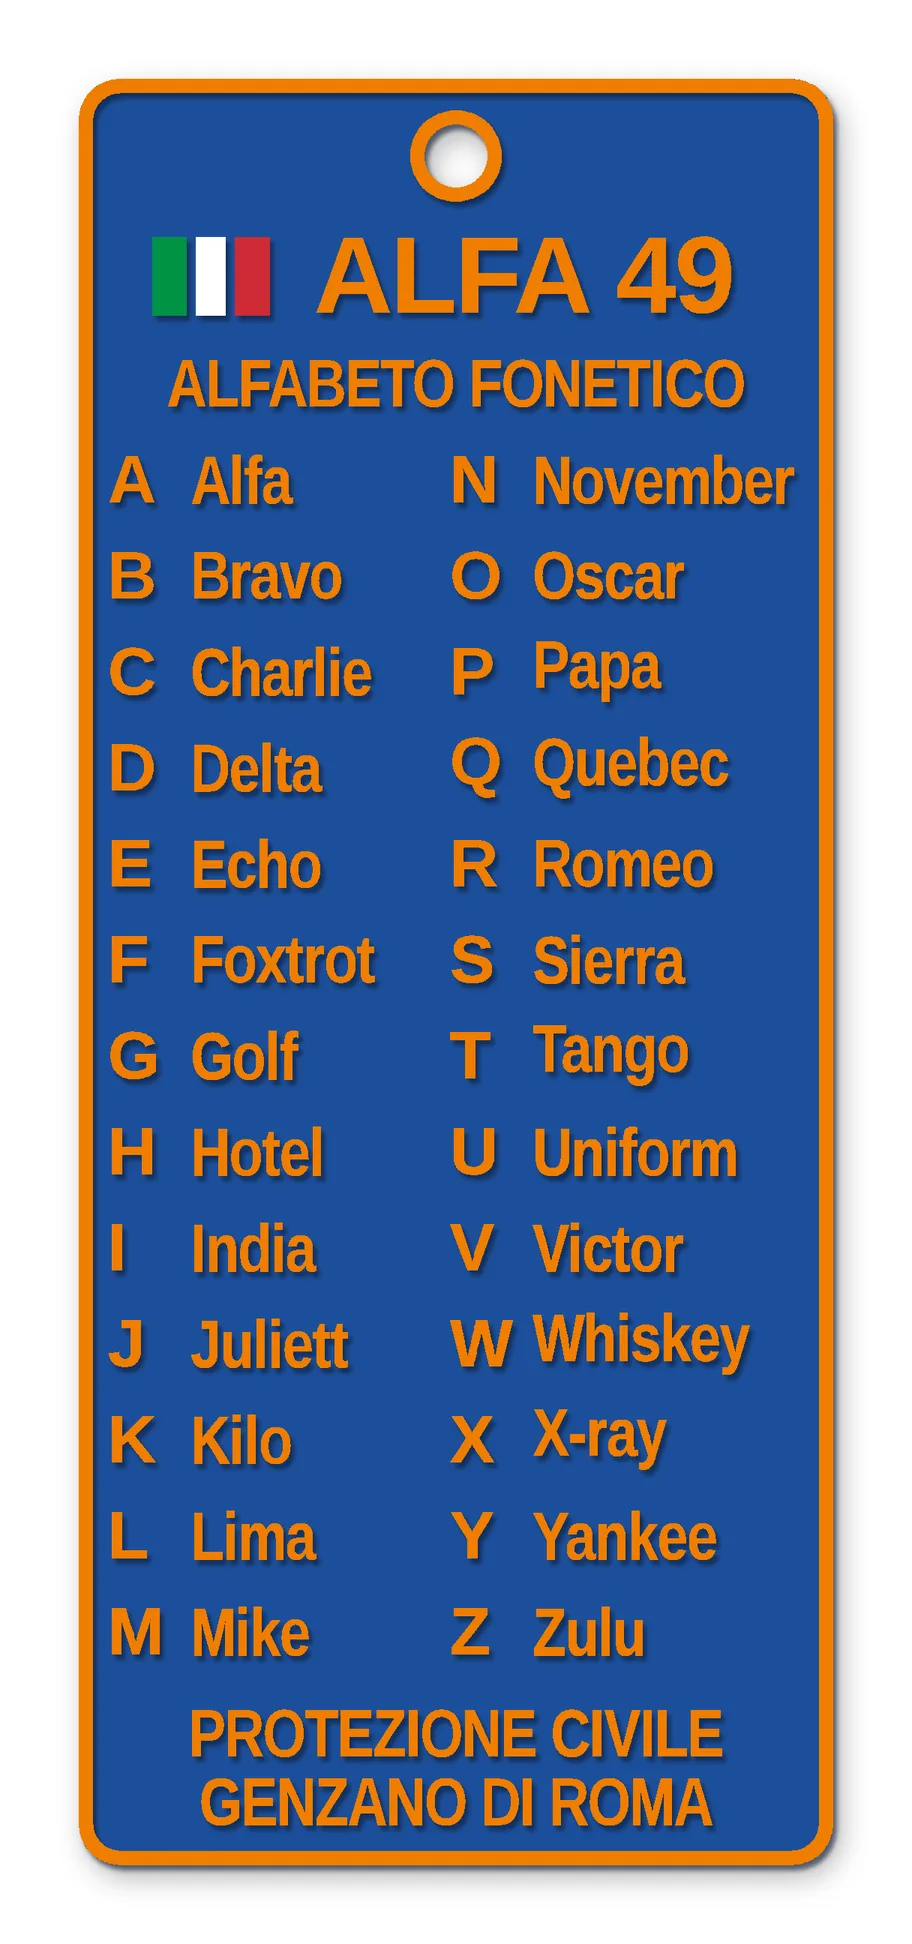 ALFA 49
ALFABETO FONETICO
A Alfa
B Bravo
C Charlie
D Delta
E Echo
F Foxtrot
G Golf
H Hotel
I India
J Juliett
K Kilo
L Lima
M Mike
N November
O Oscar
P Papa
Q Quebec
R Romeo
S Sierra
T Tango
U Uniform
V Victor
W Whiskey
X X-ray
Y Yankee
Z Zulu
PROTEZIONE CIVILE
GENZANO DI ROMA